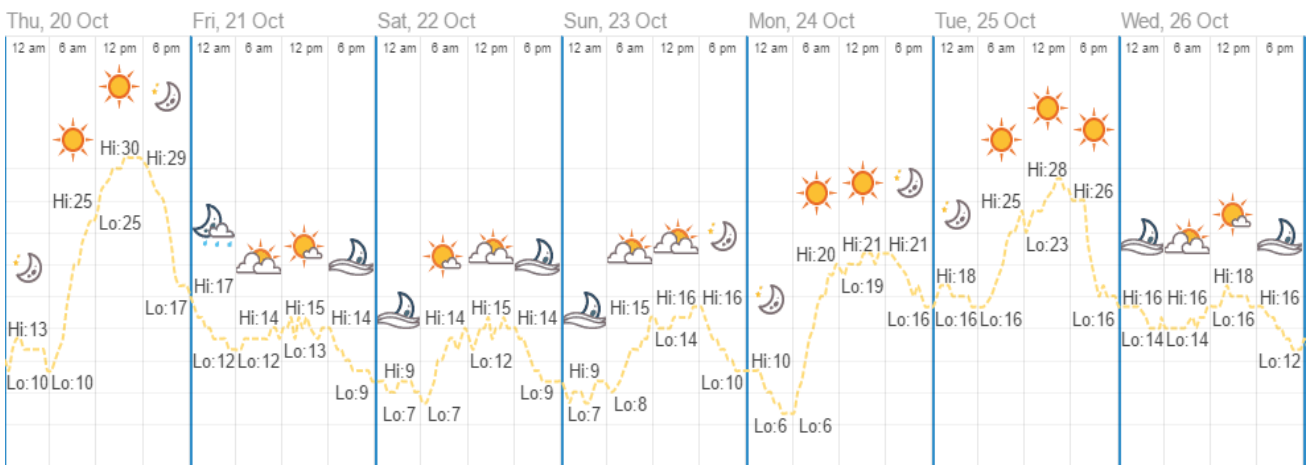 Thu, 20 Oct Fri, 21 Oct Sat, 22 Oct Sun, 23 Oct Mon, 24 Oct Tue, 25 Oct Wed, 26 Oct
12 am 6 am 12 pm 6 pm 12 am 6 am 12 pm 6 pm 12 am 6 am 12 pm 6 pm 12 am 6 am 12 pm 6 pm 12 am 6 am 12 pm 6 pm 12 am 6 am 12 pm 6 pm 12 am 6 am 12 pm 6 pm
Hi:13 Hi:25 Hi:30 Hi:29 Hi:17 Hi:14 Hi:15 Hi:14 Hi:9 Hi:14 Hi:15 Hi:14 Hi:9 Hi:15 Hi:16 Hi:16 Hi:10 Hi:20 Hi:21 Hi:21 Hi:18 Hi:25 Hi:28 Hi:26 Hi:16 Hi:16 Hi:18 Hi:16
Lo:10 Lo:10 Lo:25 Lo:17 Lo:12 Lo:12 Lo:13 Lo:9 Lo:7 Lo:7 Lo:12 Lo:9 Lo:7 Lo:8 Lo:14 Lo:10 Lo:6 Lo:6 Lo:19 Lo:16 Lo:16 Lo:16 Lo:23 Lo:16 Lo:14 Lo:14 Lo:16 Lo:12